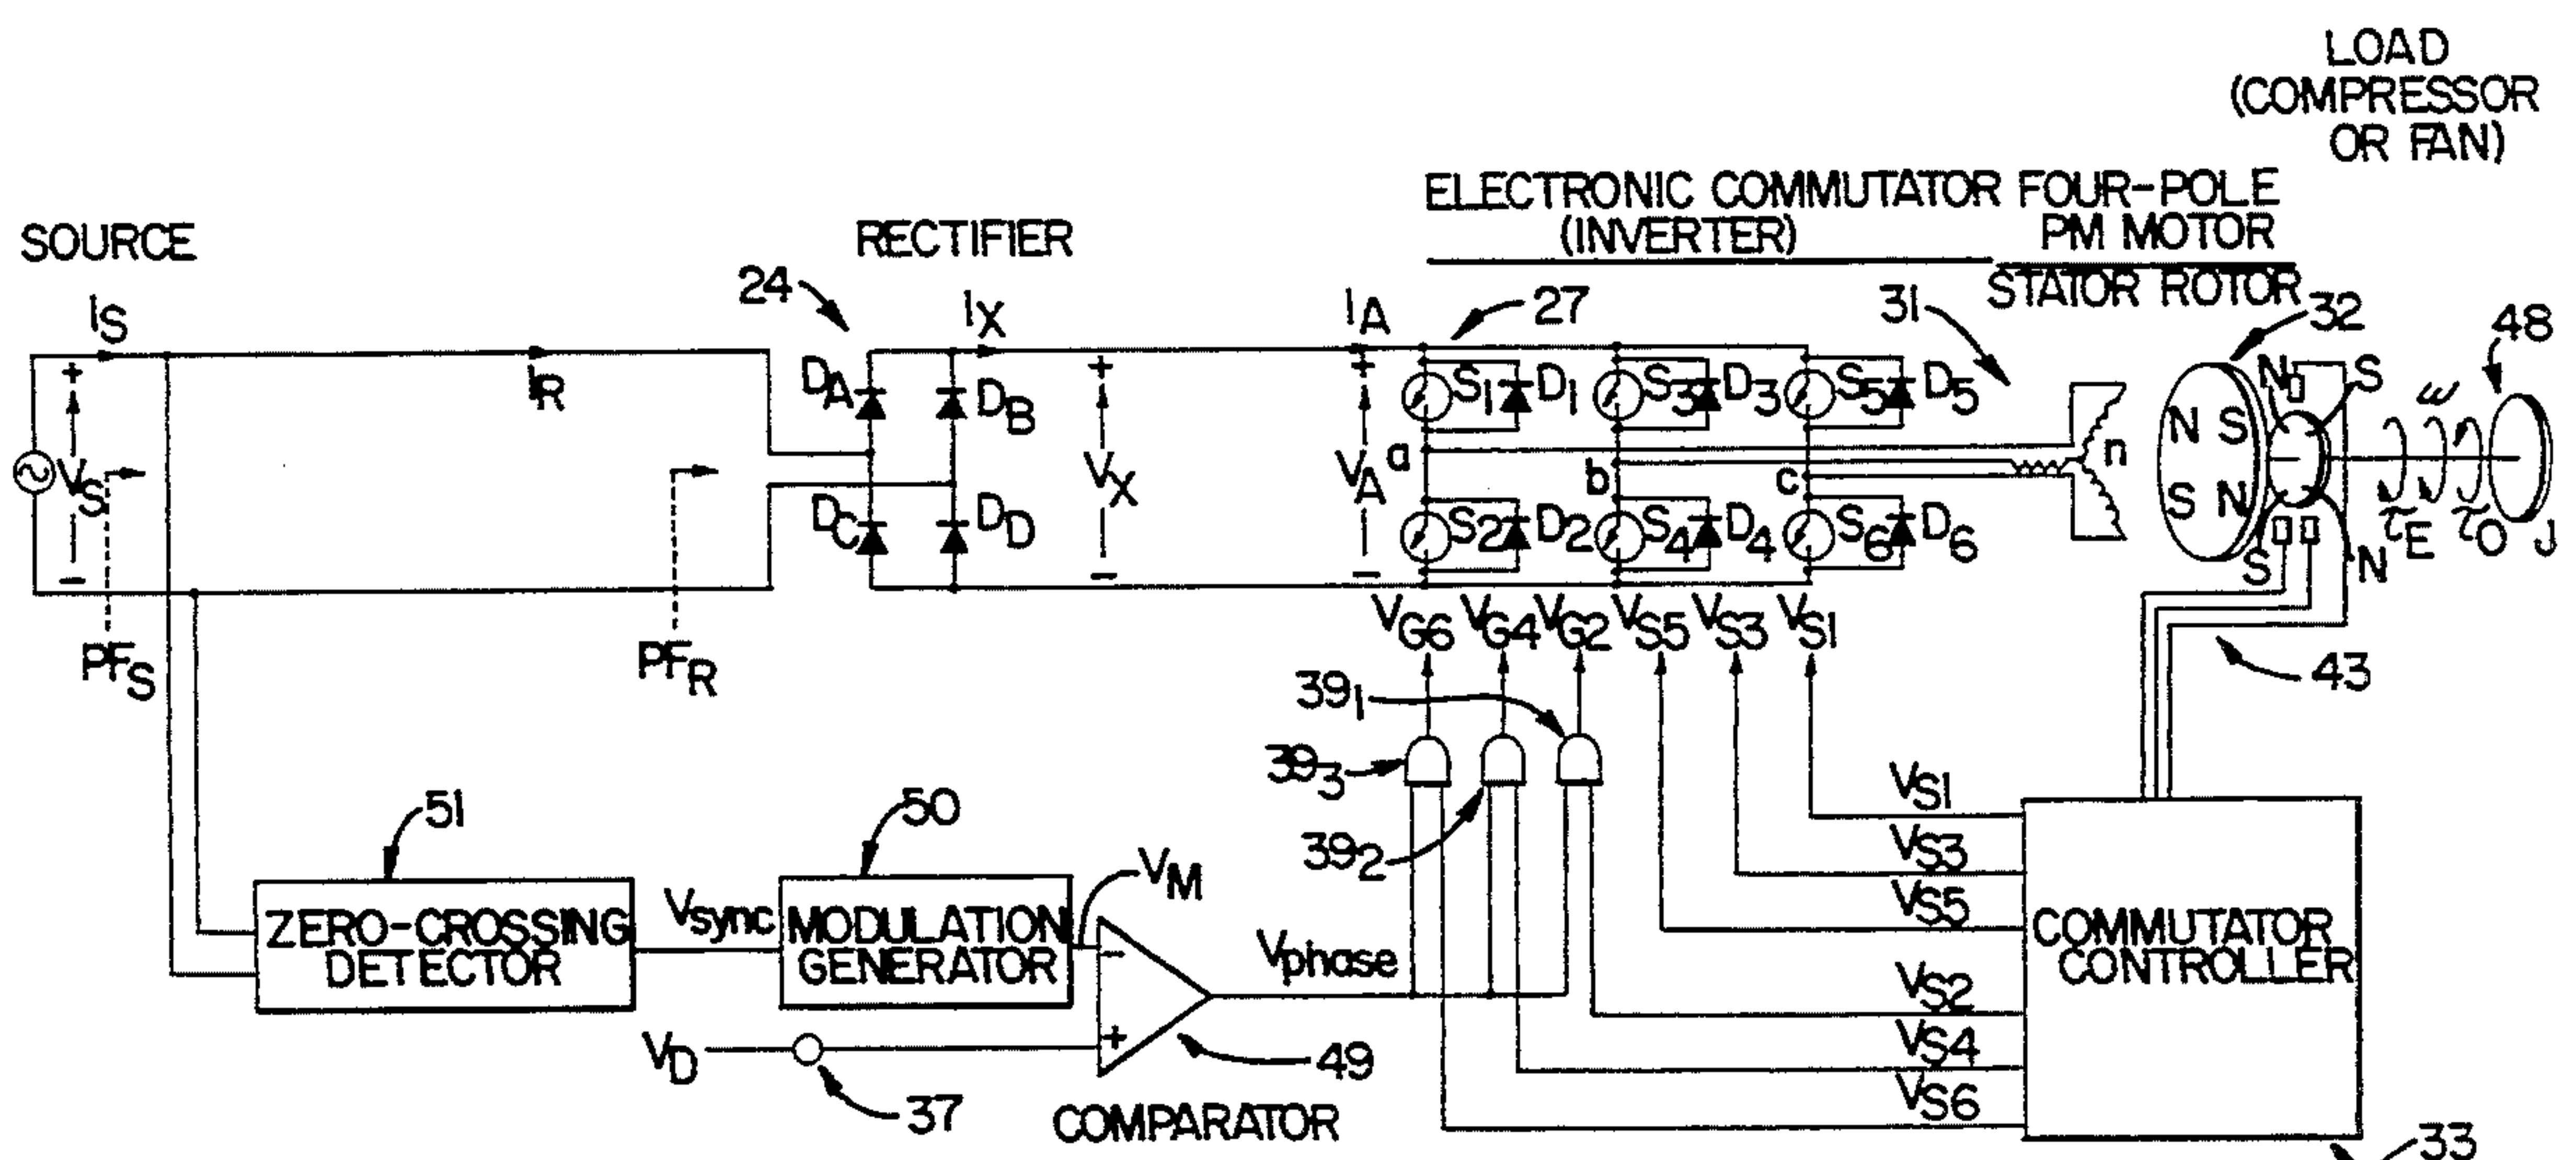 LOAD
(COMPRESSOR
OR FAN)
ELECTRONIC COMMUTATOR
(INVERTER)
FOUR-POLE
PM MOTOR
STATOR ROTOR
SOURCE
RECTIFIER
24
27
31
32
48
IS
IR
IX
IA
+
VS
-
PFS
PFR
DA
DB
DC
DD
+
VX
-
+
VA
-
S1
D1
S3
D3
S5
D5
a
b
c
n
S2
D2
S4
D4
S6
D6
N
S
N S
S N
S
N
ω
τE
τO
J
43
VG6
VG4
VG2
VS5
VS3
VS1
391
393
392
51
50
VM
ZERO-CROSSING
DETECTOR
Vsync
MODULATION
GENERATOR
-
+
Vphase
VD
37
49
COMPARATOR
VS1
VS3
VS5
VS2
VS4
VS6
COMMUTATOR
CONTROLLER
33